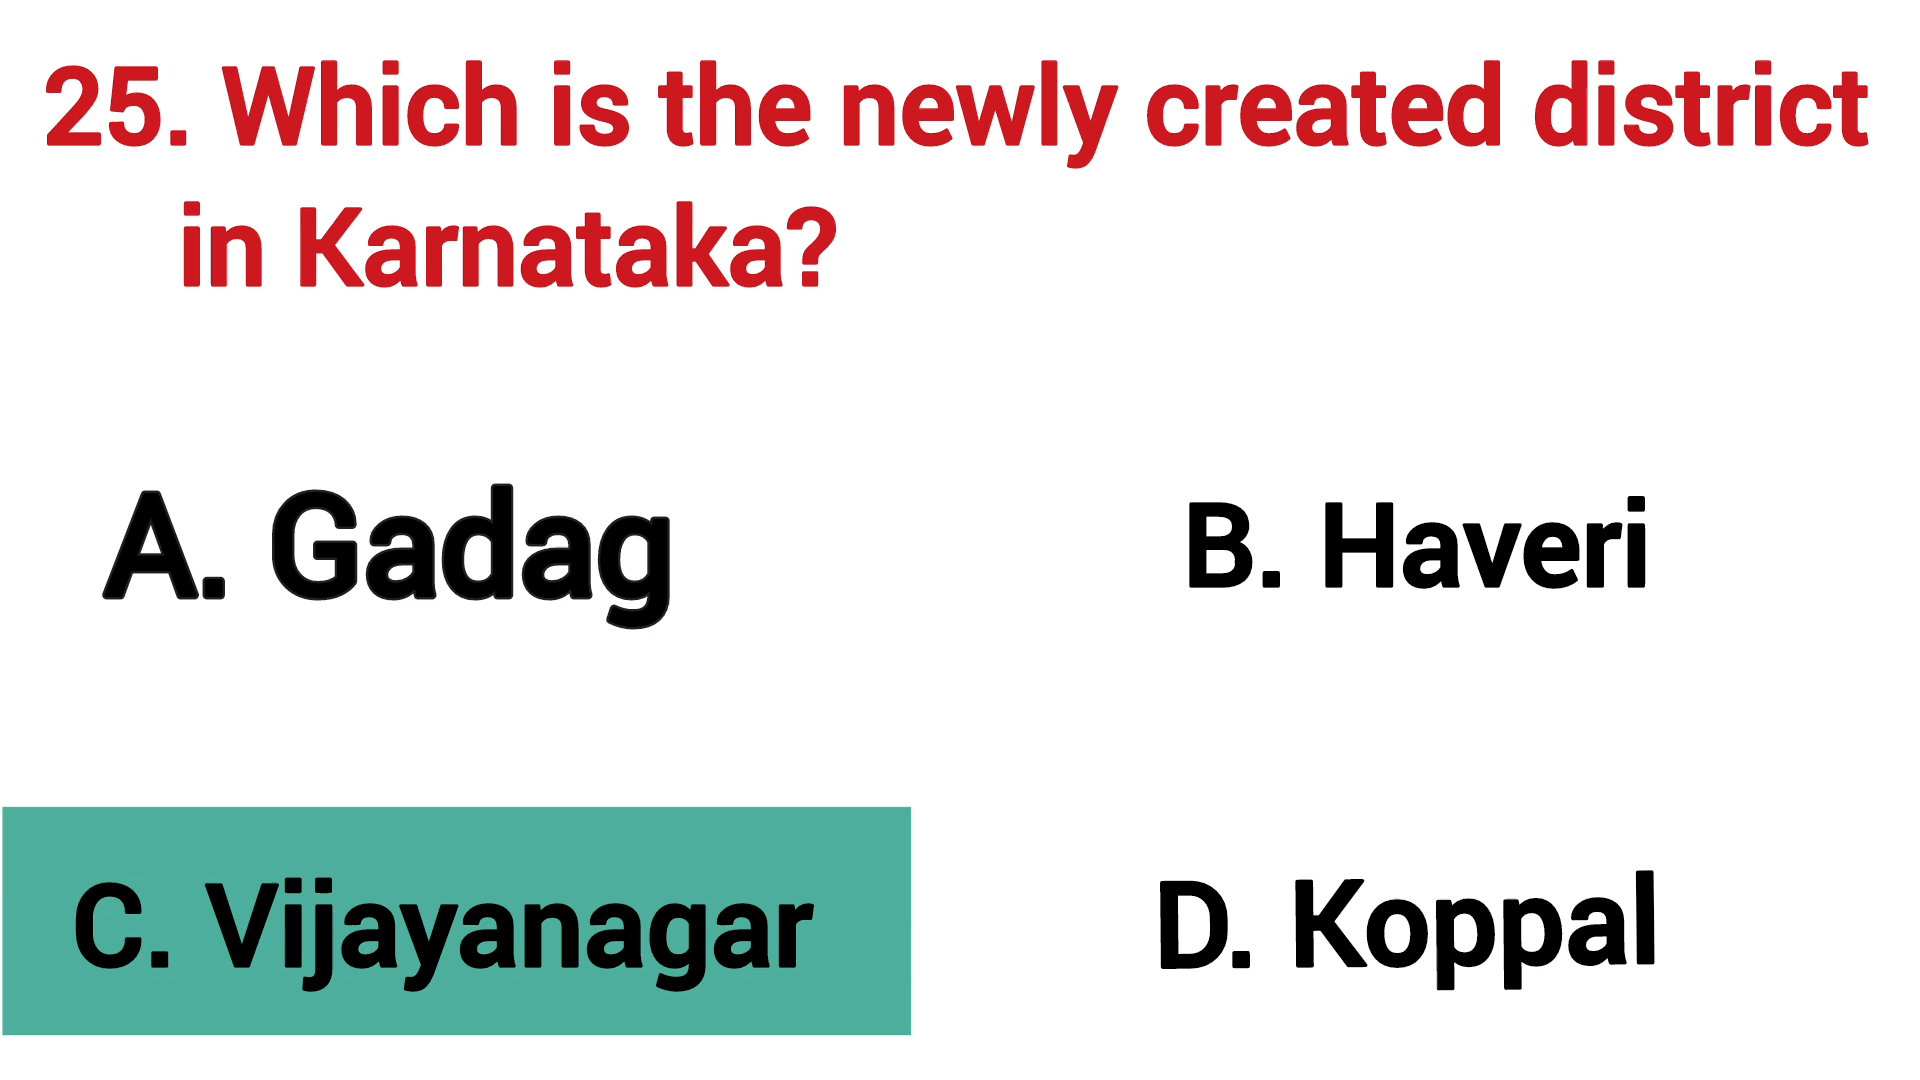 25. Which is the newly created district
in Karnataka?
A. Gadag
B. Haveri
C. Vijayanagar
D. Koppal